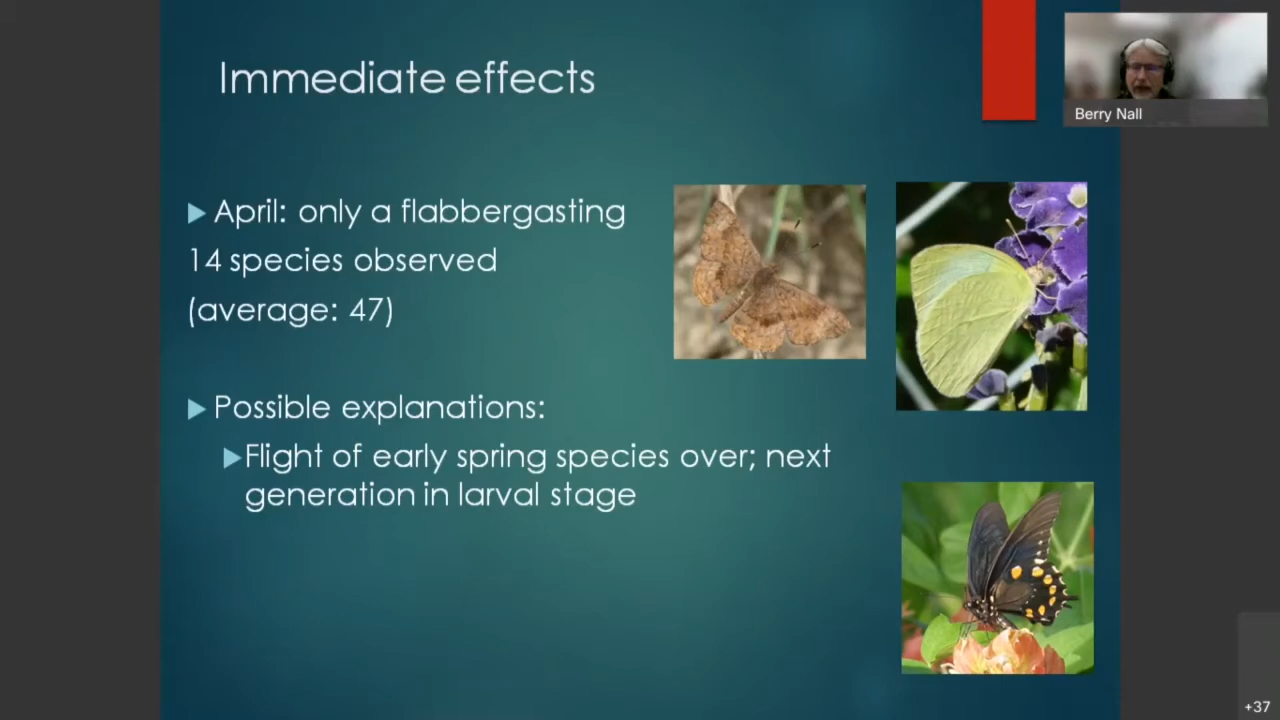 Immediate effects
Berry Nall
April: only a flabbergasting
14 species observed
(average: 47)
Possible explanations:
Flight of early spring species over; next
generation in larval stage
+37